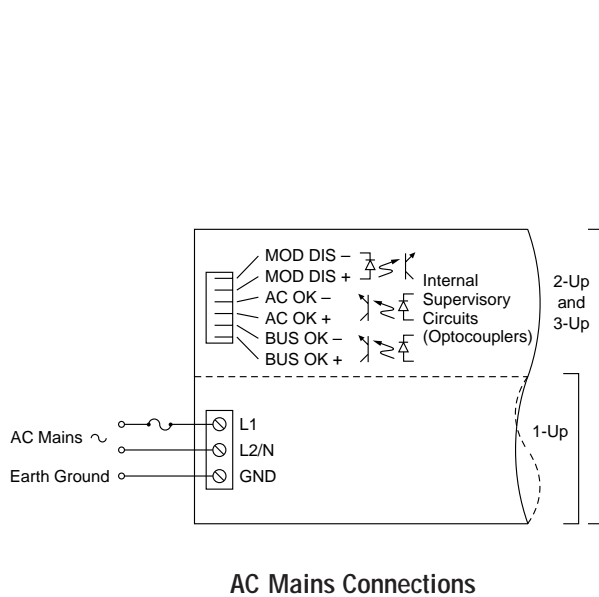 MOD DIS –
MOD DIS +
AC OK –
AC OK +
BUS OK –
BUS OK +
Internal
Supervisory
Circuits
(Optocouplers)
2-Up
and
3-Up
1-Up
AC Mains
Earth Ground
L1
L2/N
GND
AC Mains Connections